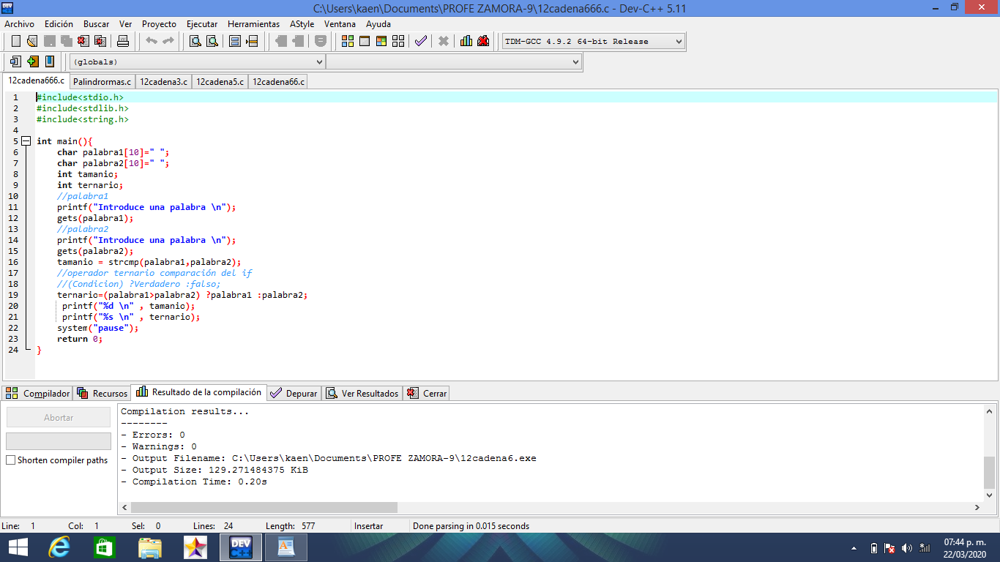 C:\Users\kaen\Documents\PROFE ZAMORA-9\12cadena666.c - Dev-C++ 5.11
Archivo Edición Buscar Ver Proyecto Ejecutar Herramientas AStyle Ventana Ayuda
TDM-GCC 4.9.2 64-bit Release
(globals)
12cadena666.c Palindrormas.c 12cadena3.c 12cadena5.c 12cadena66.c
1 #include<stdio.h>
2 #include<stdlib.h>
3 #include<string.h>
4
5 int main(){
6 char palabra1[10]=" ";
7 char palabra2[10]=" ";
8 int tamanio;
9 int ternario;
10 //palabra1
11 printf("Introduce una palabra \n");
12 gets(palabra1);
13 //palabra2
14 printf("Introduce una palabra \n");
15 gets(palabra2);
16 tamanio = strcmp(palabra1,palabra2);
17 //operador ternario comparación del if
18 //(Condicion) ?Verdadero :falso;
19 ternario=(palabra1>palabra2) ?palabra1 :palabra2;
20 printf("%d \n" , tamanio);
21 printf("%s \n" , ternario);
22 system("pause");
23 return 0;
24 }
Compilador Recursos Resultado de la compilación Depurar Ver Resultados Cerrar
Abortar
Shorten compiler paths
Compilation results...
--------
- Errors: 0
- Warnings: 0
- Output Filename: C:\Users\kaen\Documents\PROFE ZAMORA-9\12cadena6.exe
- Output Size: 129.271484375 KiB
- Compilation Time: 0.20s
Line: 1 Col: 1 Sel: 0 Lines: 24 Length: 577 Insertar Done parsing in 0.015 seconds
DEV C++
07:44 p. m.
22/03/2020